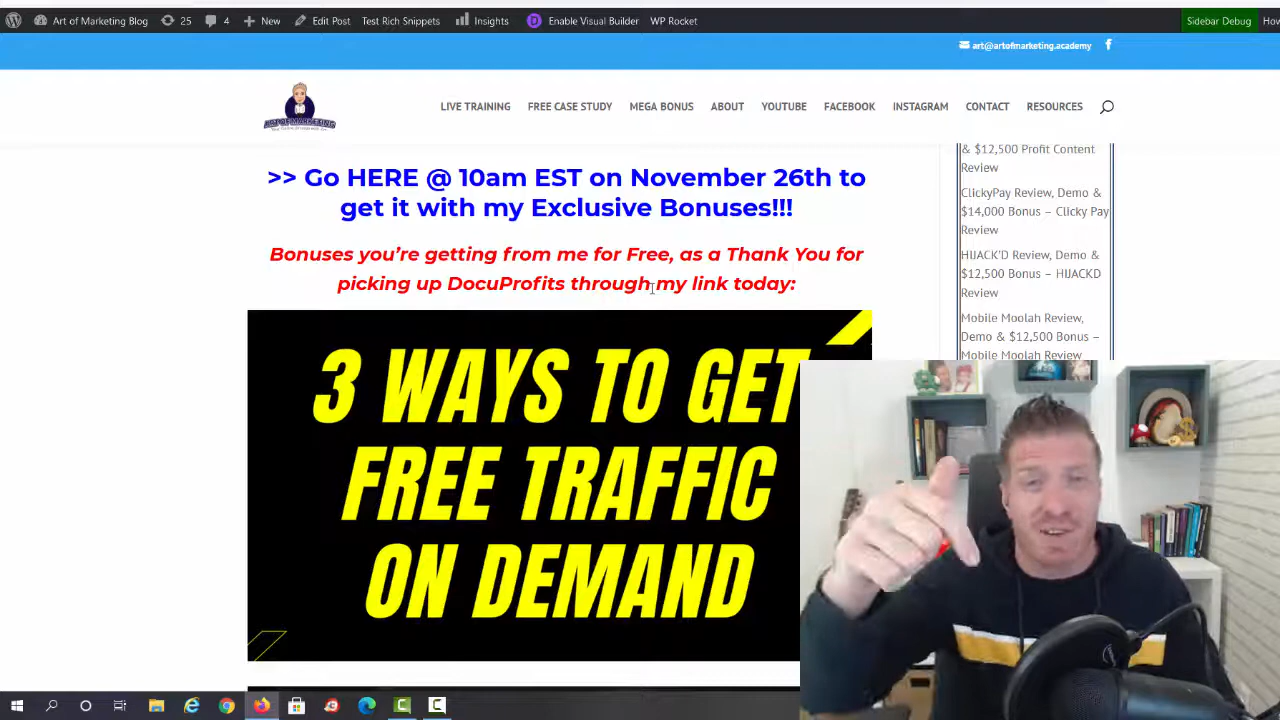 Art of Marketing Blog 25 4 New Edit Post Test Rich Snippets Insights D Enable Visual Builder WP Rocket Sidebar Debug How
art@artofmarketing.academy
ART OF MARKETING
LIVE TRAINING FREE CASE STUDY MEGA BONUS ABOUT YOUTUBE FACEBOOK INSTAGRAM CONTACT RESOURCES
>> Go HERE @ 10am EST on November 26th to
get it with my Exclusive Bonuses!!!
Bonuses you're getting from me for Free, as a Thank You for
picking up DocuProfits through my link today:
3 WAYS TO GET
FREE TRAFFIC
ON DEMAND
& $12,500 Profit Content
Review
ClickyPay Review, Demo &
$14,000 Bonus – Clicky Pay
Review
HIJACK'D Review, Demo &
$12,500 Bonus – HIJACKD
Review
Mobile Moolah Review,
Demo & $12,500 Bonus –
Mobile Moolah Review